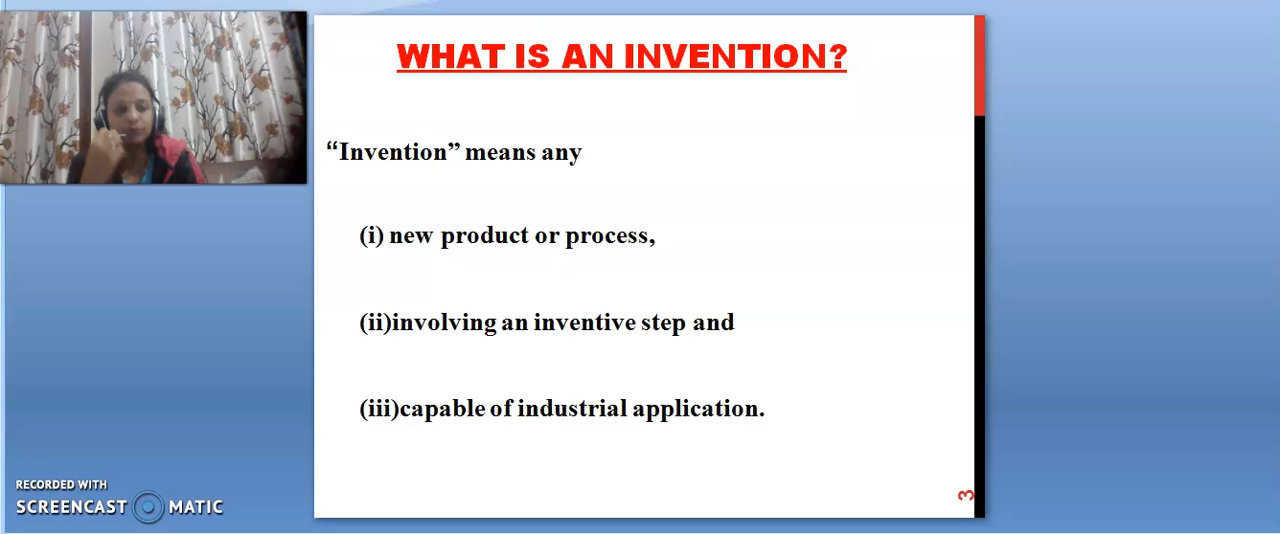 WHAT IS AN INVENTION?
“Invention” means any
(i) new product or process,
(ii)involving an inventive step and
(iii)capable of industrial application.
3
RECORDED WITH
SCREENCAST MATIC